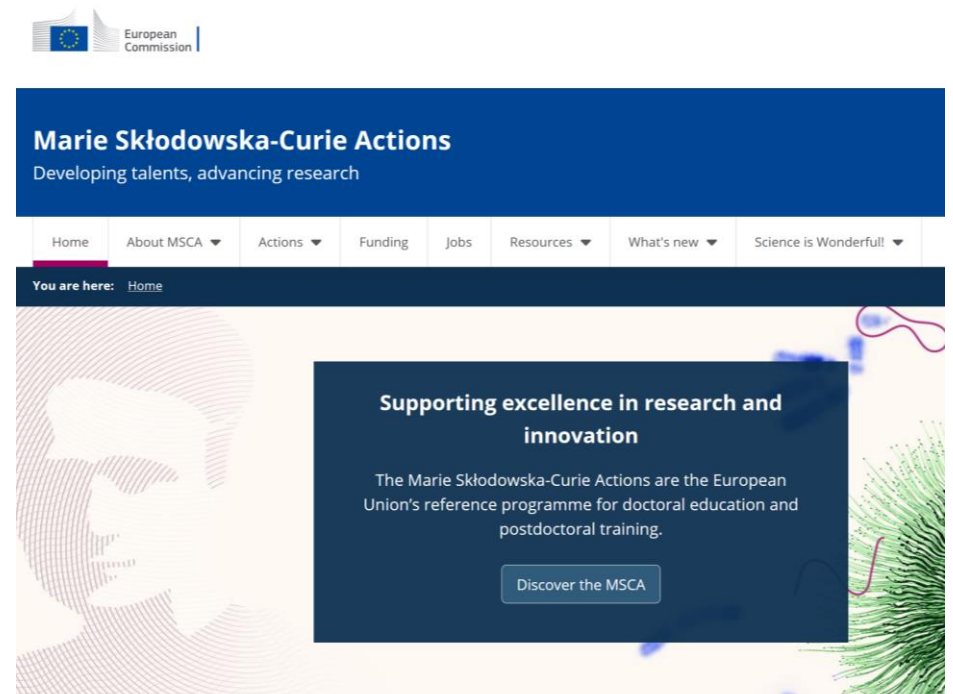 European
Commission
Marie Skłodowska-Curie Actions
Developing talents, advancing research
Home About MSCA Actions Funding Jobs Resources What's new Science is Wonderful!
You are here: Home
Supporting excellence in research and
innovation
The Marie Skłodowska-Curie Actions are the European
Union's reference programme for doctoral education and
postdoctoral training.
Discover the MSCA